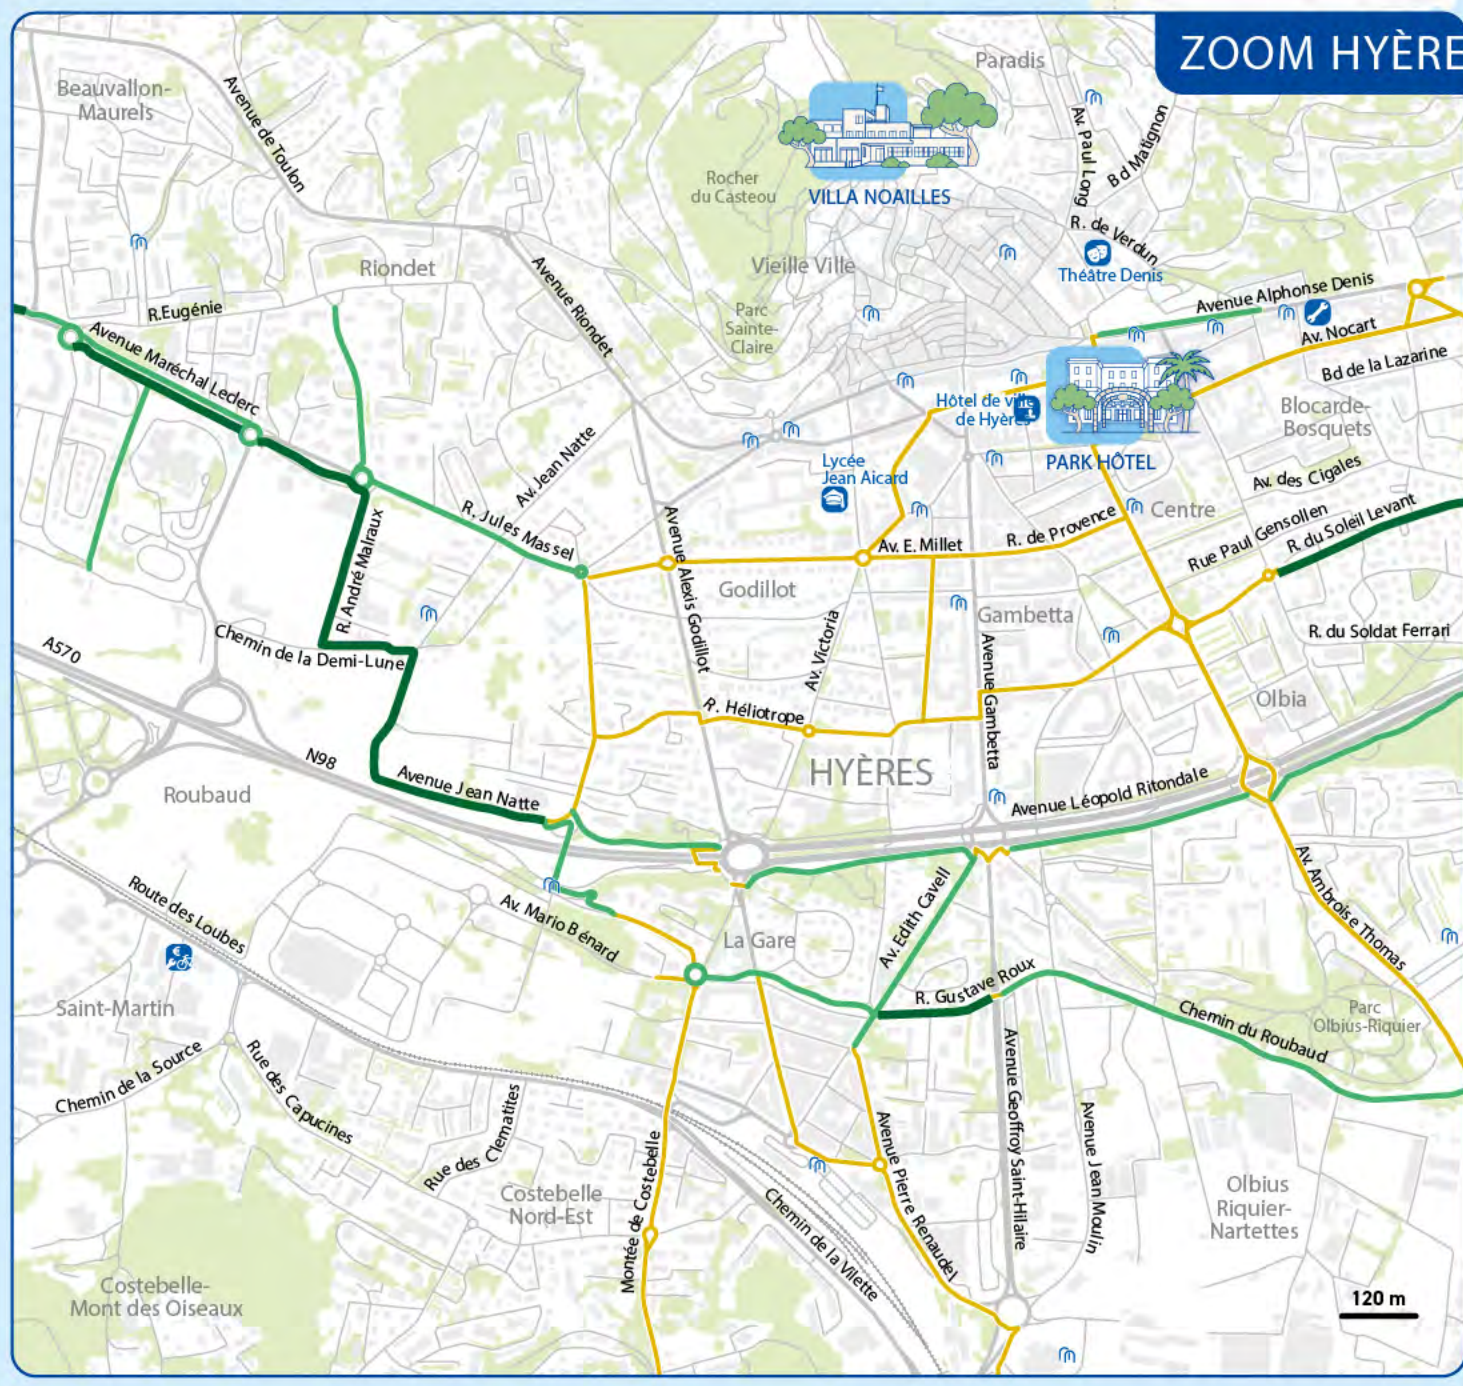 ZOOM HYÈRE
Paradis
Beauvallon-
Maurels
Avenue de Toulon
Av. Paul Long
Bd Matignon
Rocher
du Casteou
VILLA NOAILLES
R. de Verdun
Théâtre Denis
Riondet
Vieille Ville
Avenue Riondet
Avenue Alphonse Denis
R.Eugénie
Parc
Sainte-
Claire
Av. Nocart
Avenue Maréchal Leclerc
Bd de la Lazarine
Hôtel de ville
de Hyères
Blocarde-
Bosquets
Av. Jean Natte
Lycée
Jean Aicard
PARK HÔTEL
Av. des Cigales
R. Jules Massel
Centre
Rue Paul Gensollen
R. du Soleil Levant
Avenue Alexis Godillot
Av. E. Millet
R. de Provence
R. André Malraux
Godillot
Gambetta
Chemin de la Demi-Lune
A570
Av. Victoria
Avenue Gambetta
R. du Soldat Ferrari
R. Héliotrope
Olbia
N98
HYÈRES
Roubaud
Avenue Jean Natte
Avenue Léopold Ritondale
Route des Loubes
Av. Mario Bénard
Av. Edith Cavell
Av. Ambroise Thomas
La Gare
€
Saint-Martin
R. Gustave Roux
Parc
Olbius-Riquier
Chemin du Roubaud
Chemin de la Source
Rue des Capucines
Rue des Clematites
Avenue Geoffroy Saint-Hilaire
Avenue Jean Moulin
Avenue Pierre Renaudel
Montée de Costebelle
Costebelle
Nord-Est
Chemin de la Vilette
Olbius
Riquier-
Nartettes
Costebelle-
Mont des Oiseaux
120 m